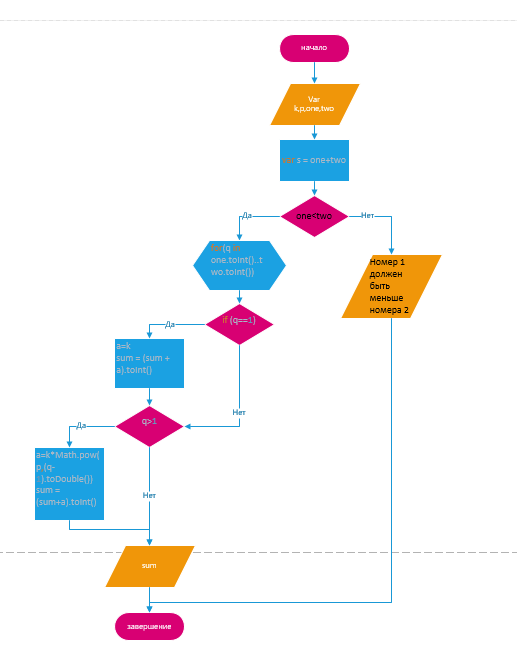 начало
Var
k,p,one,two
var s = one+two
one<two
Да
Нет
for(q in
one.toInt()..t
wo.toInt())
Номер 1
должен
быть
меньше
номера 2
if (q==1)
Да
a=k
sum = (sum +
a).toInt()
Нет
q>1
Да
a=k*Math.pow(
p (q-
1).toDouble())
sum =
(sum+a).toInt()
Нет
sum
завершение